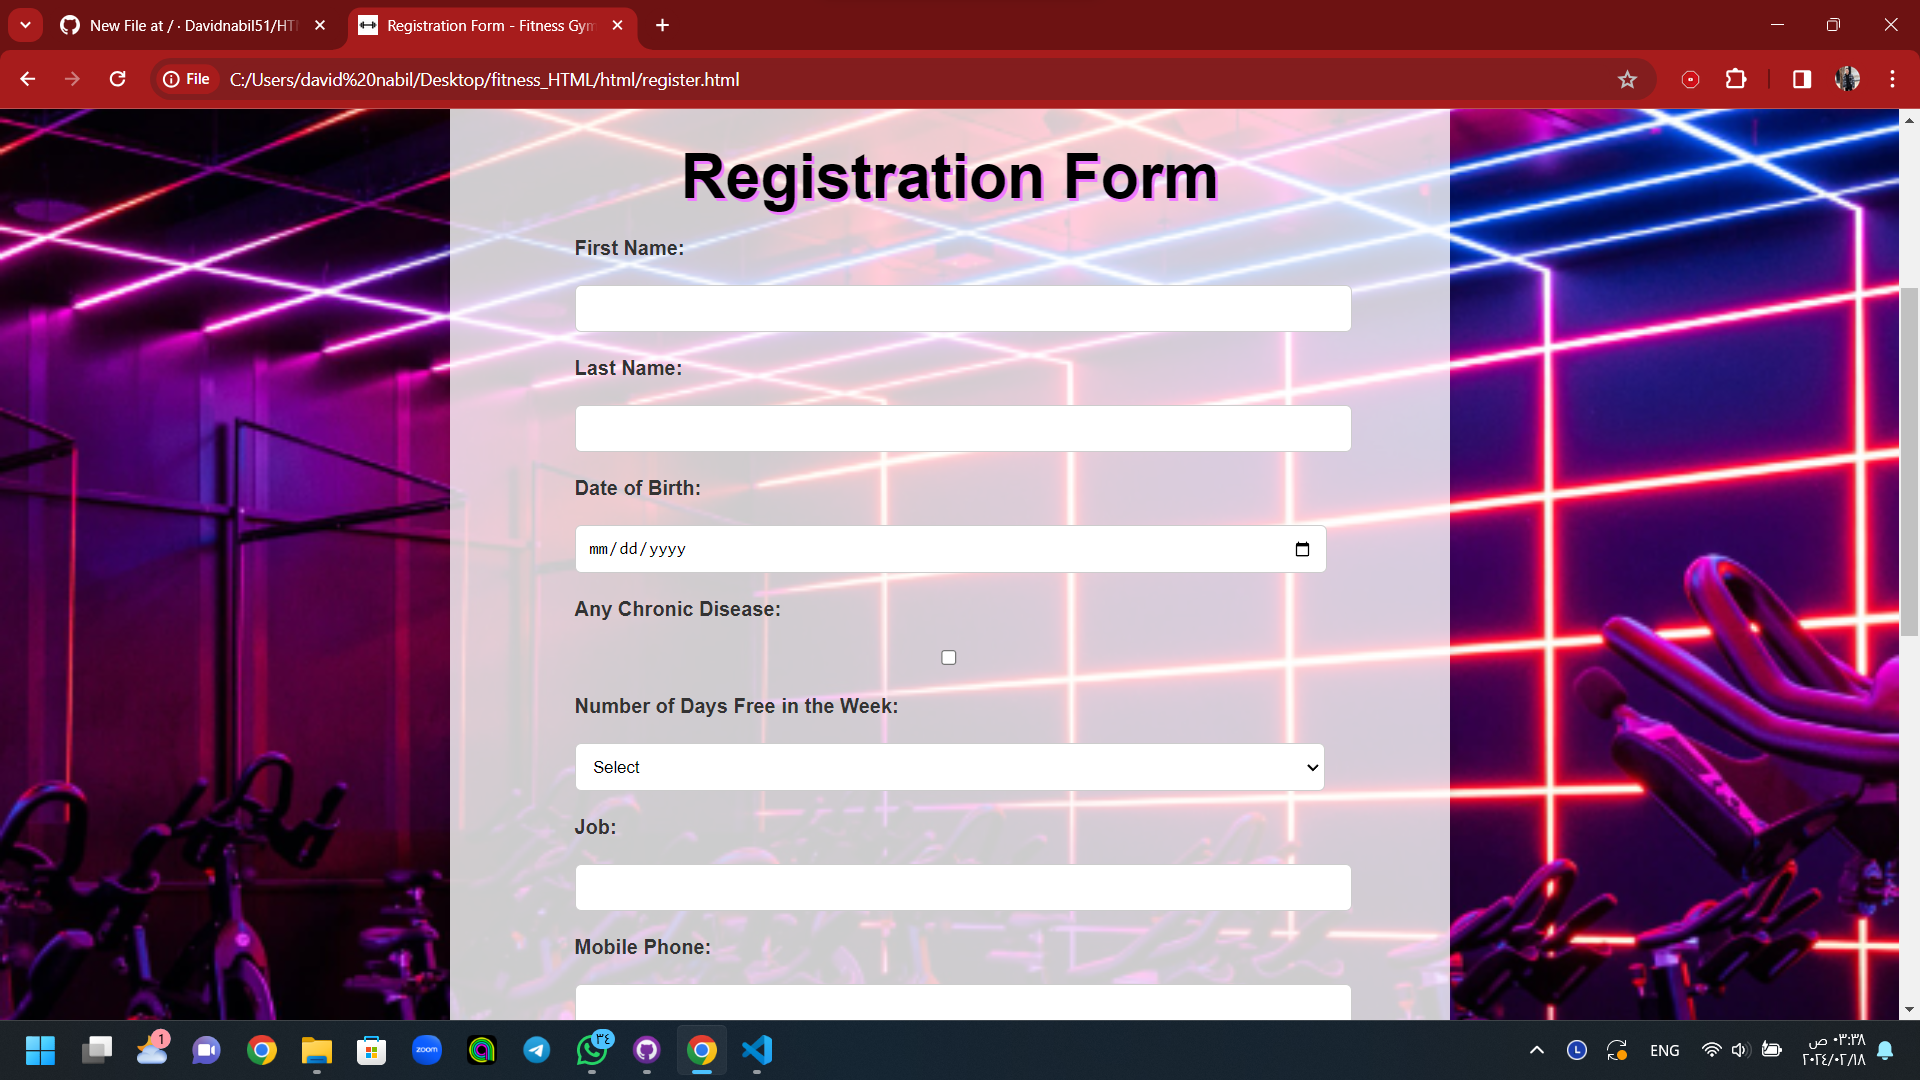 New File at / · Davidnabil51/HT
Registration Form - Fitness Gym
File
C:/Users/david%20nabil/Desktop/fitness_HTML/html/register.html
Registration Form
First Name:
Last Name:
Date of Birth:
mm/dd/yyyy
Any Chronic Disease:
Number of Days Free in the Week:
Select
Job:
Mobile Phone:
1
zoom
٣٤
L
ENG
٠٣:٣٨ ص
٢٠٢٤/٠٢/١٨